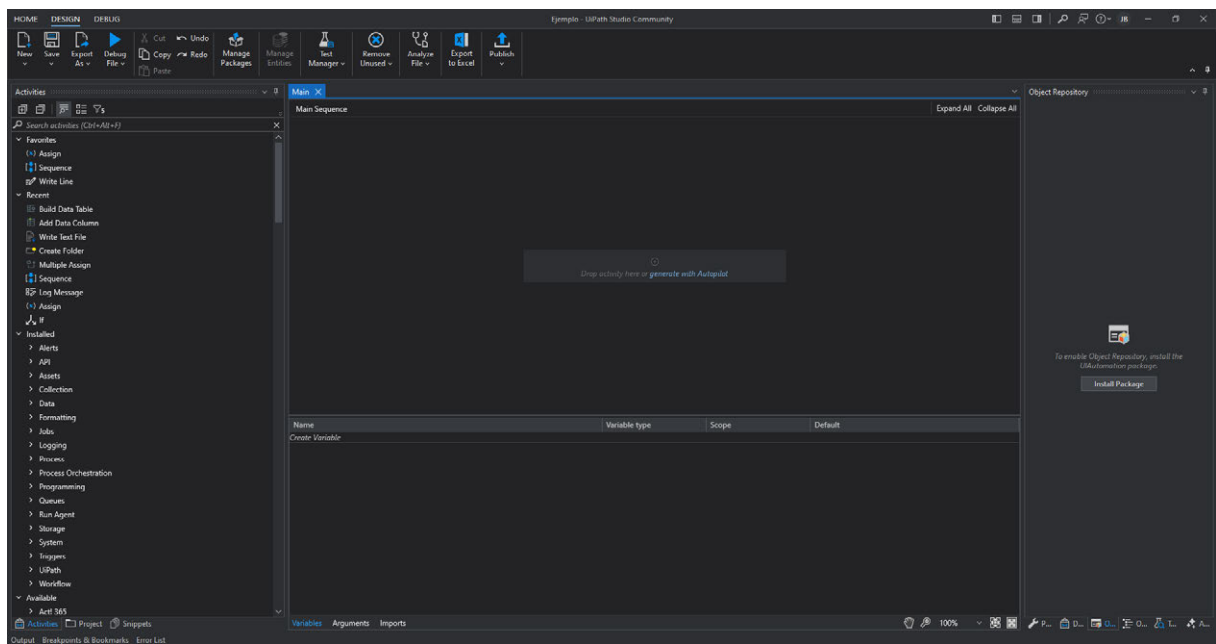 HOME DESIGN DEBUG Ejemplo - UiPath Studio Community JB
New Save Export As Debug File Cut Copy Paste Undo Redo Manage Packages Manage Entities Test Manager Remove Unused Analyze File Export to Excel Publish
Activities
Search activities (Ctrl+Alt+F)
Favorites
Assign
Sequence
Write Line
Recent
Build Data Table
Add Data Column
Write Text File
Create Folder
Multiple Assign
Sequence
Log Message
Assign
If
Installed
Alerts
API
Assets
Collection
Data
Formatting
Jobs
Logging
Process
Process Orchestration
Programming
Queues
Run Agent
Storage
System
Triggers
UiPath
Workflow
Available
Act! 365
Activities Project Snippets
Output Breakpoints & Bookmarks Error List
Main
Main Sequence Expand All Collapse All
Drop activity here or generate with Autopilot
Name Variable type Scope Default
Create Variable
Variables Arguments Imports 100%
Object Repository
To enable Object Repository, install the
UIAutomation package.
Install Package
P... D... O... O... T... A...